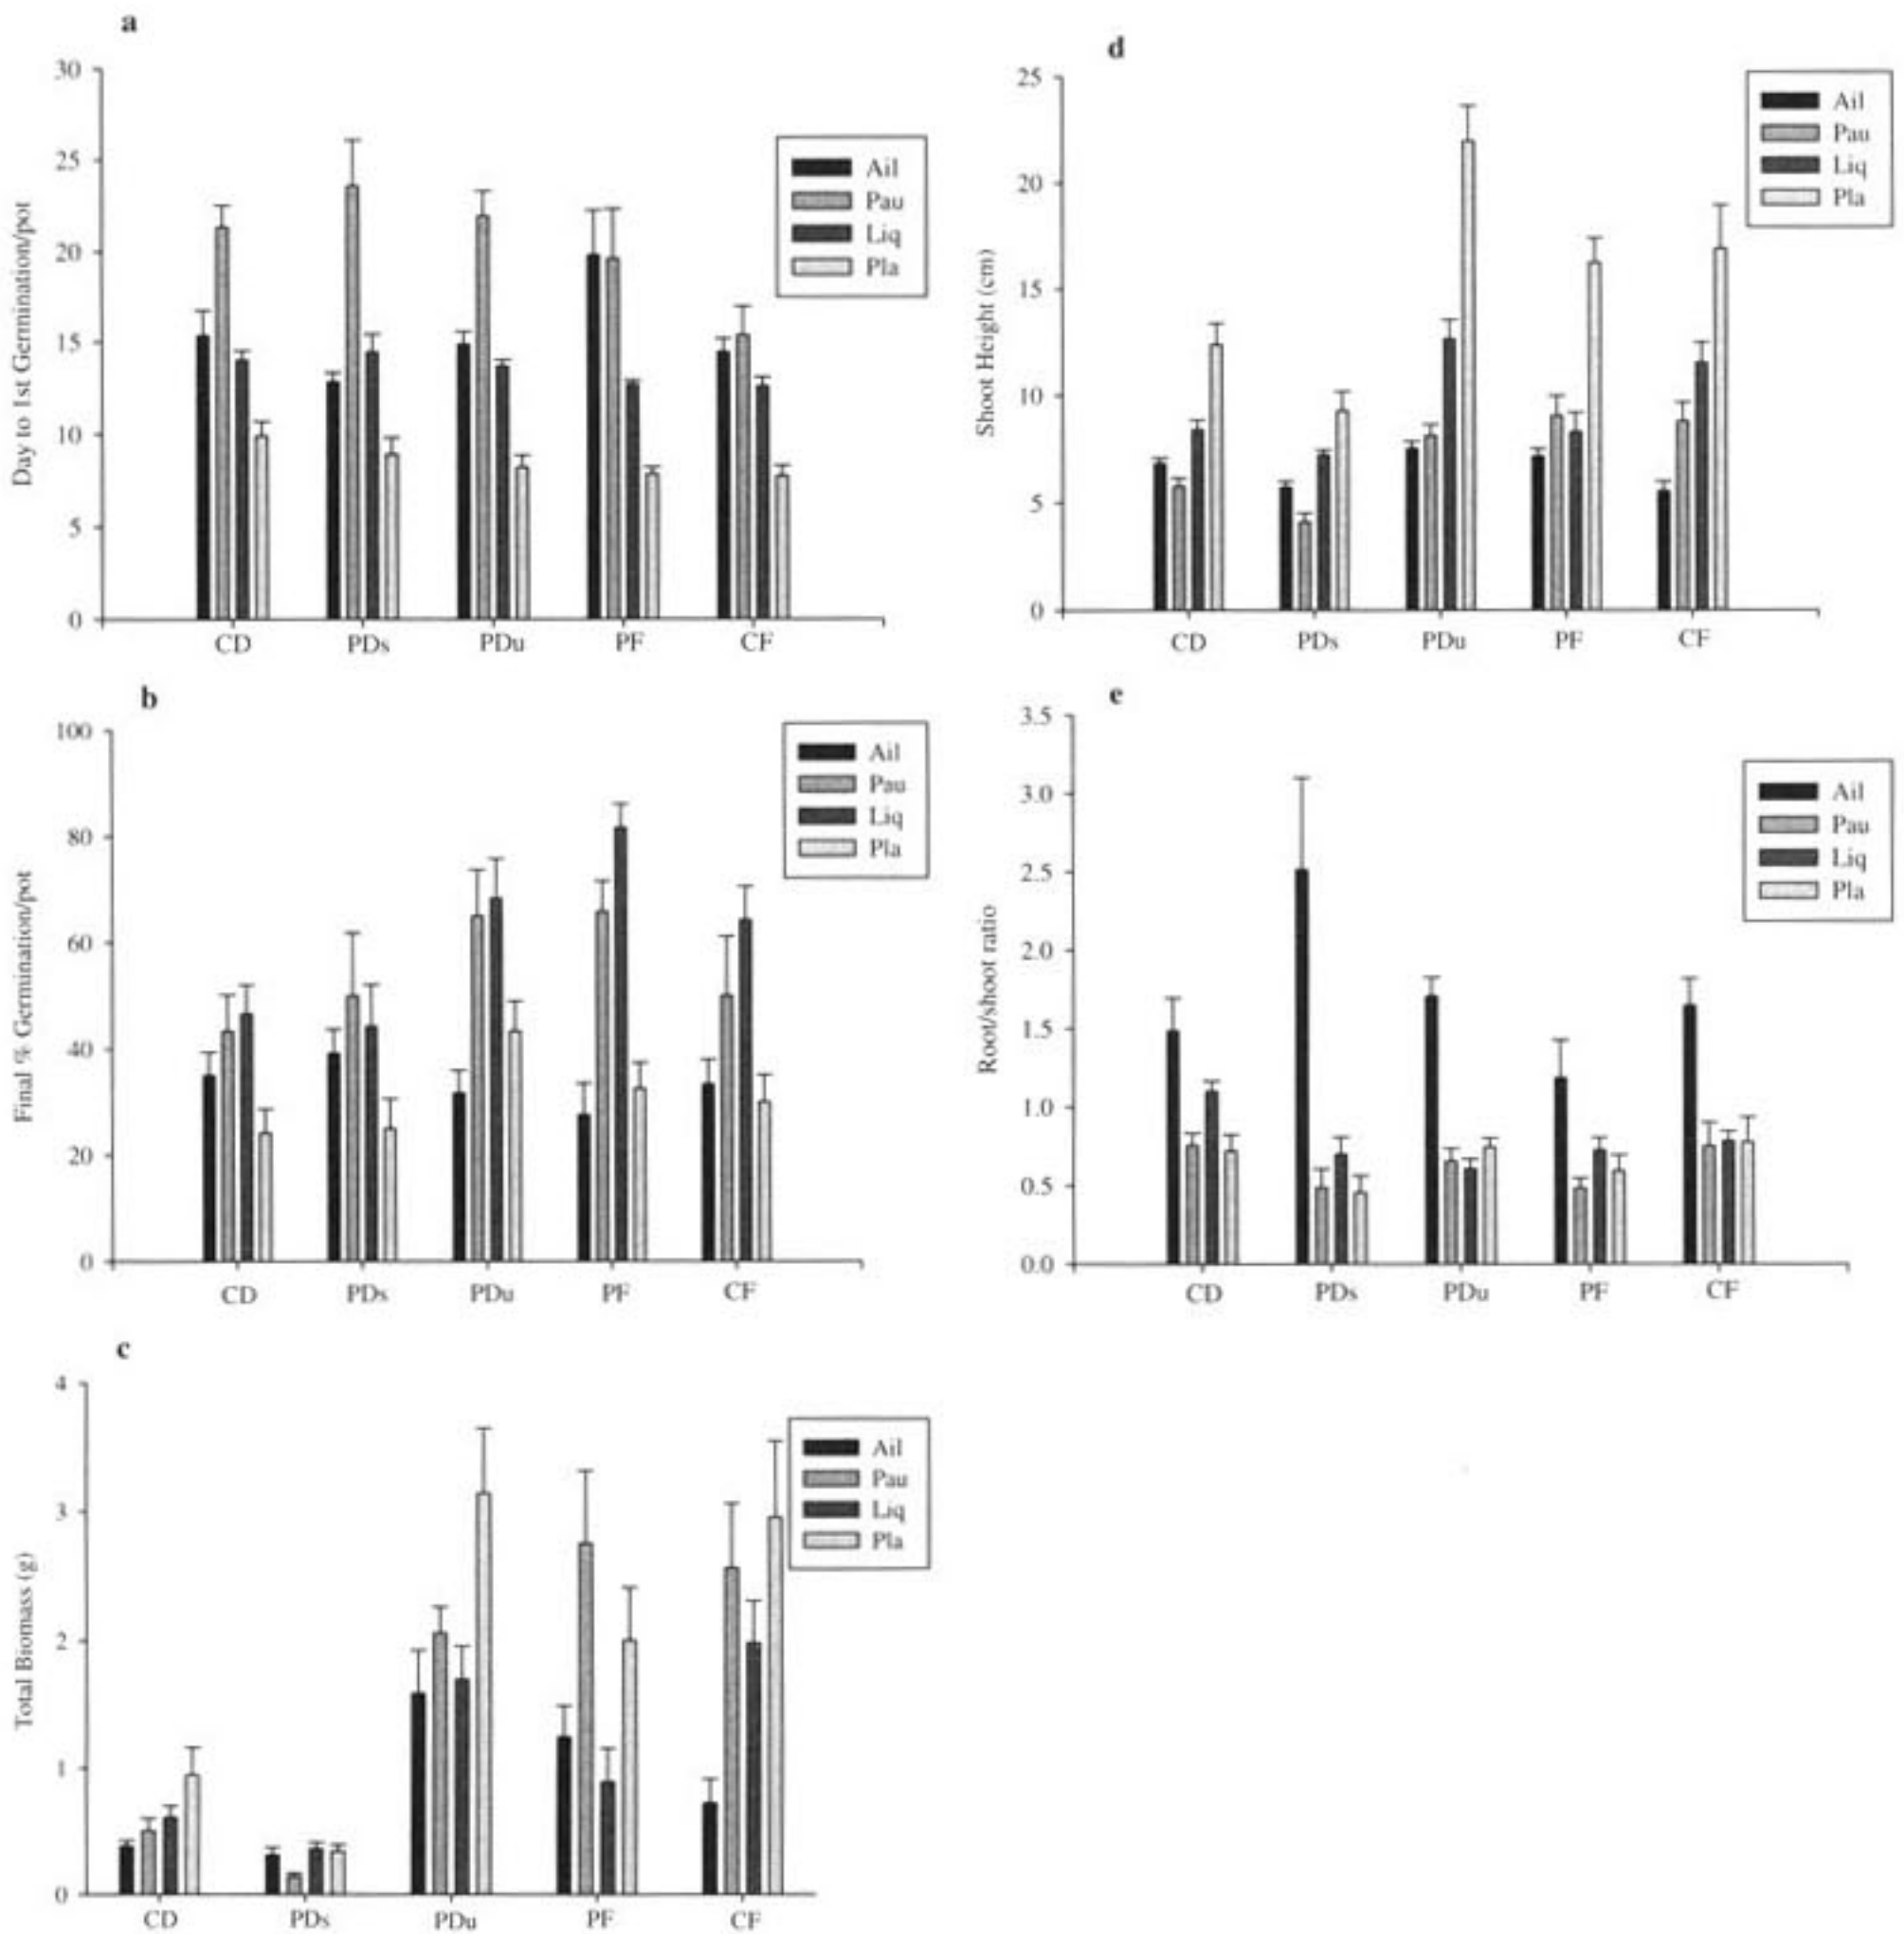 a
Day to 1st Germination/pot
30
25
20
15
10
5
0
CD PDs PDu PF CF
Ail
Pau
Liq
Pla
b
Final % Germination/pot
100
80
60
40
20
0
CD PDs PDu PF CF
Ail
Pau
Liq
Pla
c
Total Biomass (g)
4
3
2
1
0
CD PDs PDu PF CF
Ail
Pau
Liq
Pla
d
Shoot Height (cm)
25
20
15
10
5
0
CD PDs PDu PF CF
Ail
Pau
Liq
Pla
e
Root/shoot ratio
3.5
3.0
2.5
2.0
1.5
1.0
0.5
0.0
CD PDs PDu PF CF
Ail
Pau
Liq
Pla